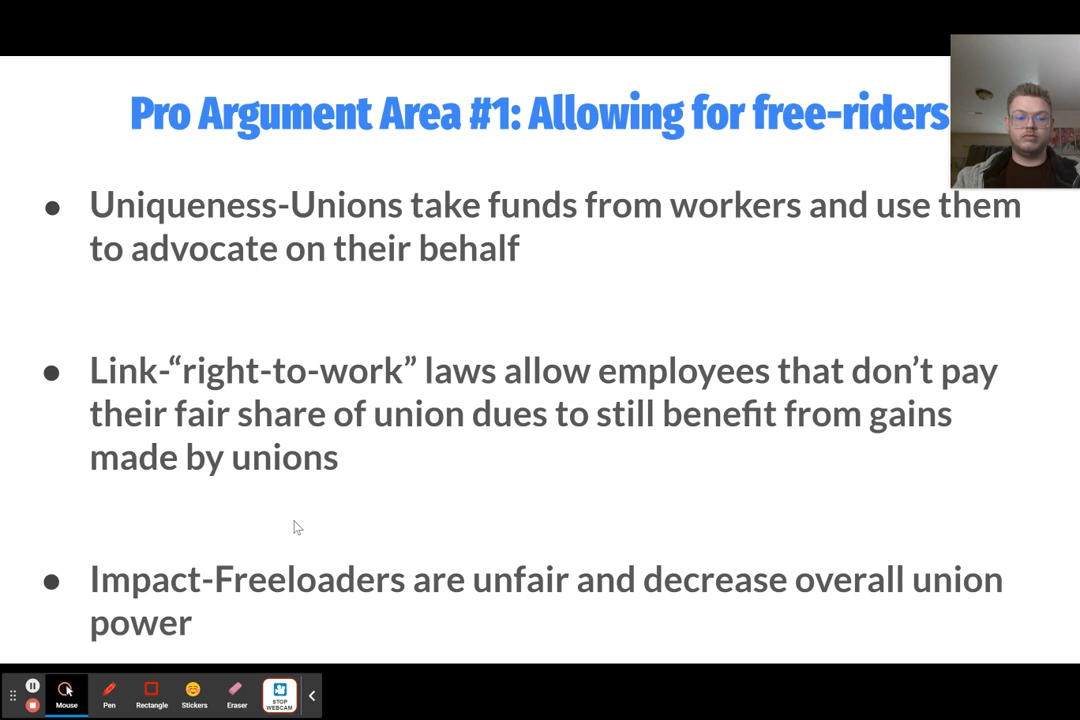 Pro Argument Area #1: Allowing for free-riders
● Uniqueness-Unions take funds from workers and use them
to advocate on their behalf
● Link-“right-to-work” laws allow employees that don’t pay
their fair share of union dues to still benefit from gains
made by unions
● Impact-Freeloaders are unfair and decrease overall union
power
Mouse Pen Rectangle Stickers Eraser STOP WEBCAM